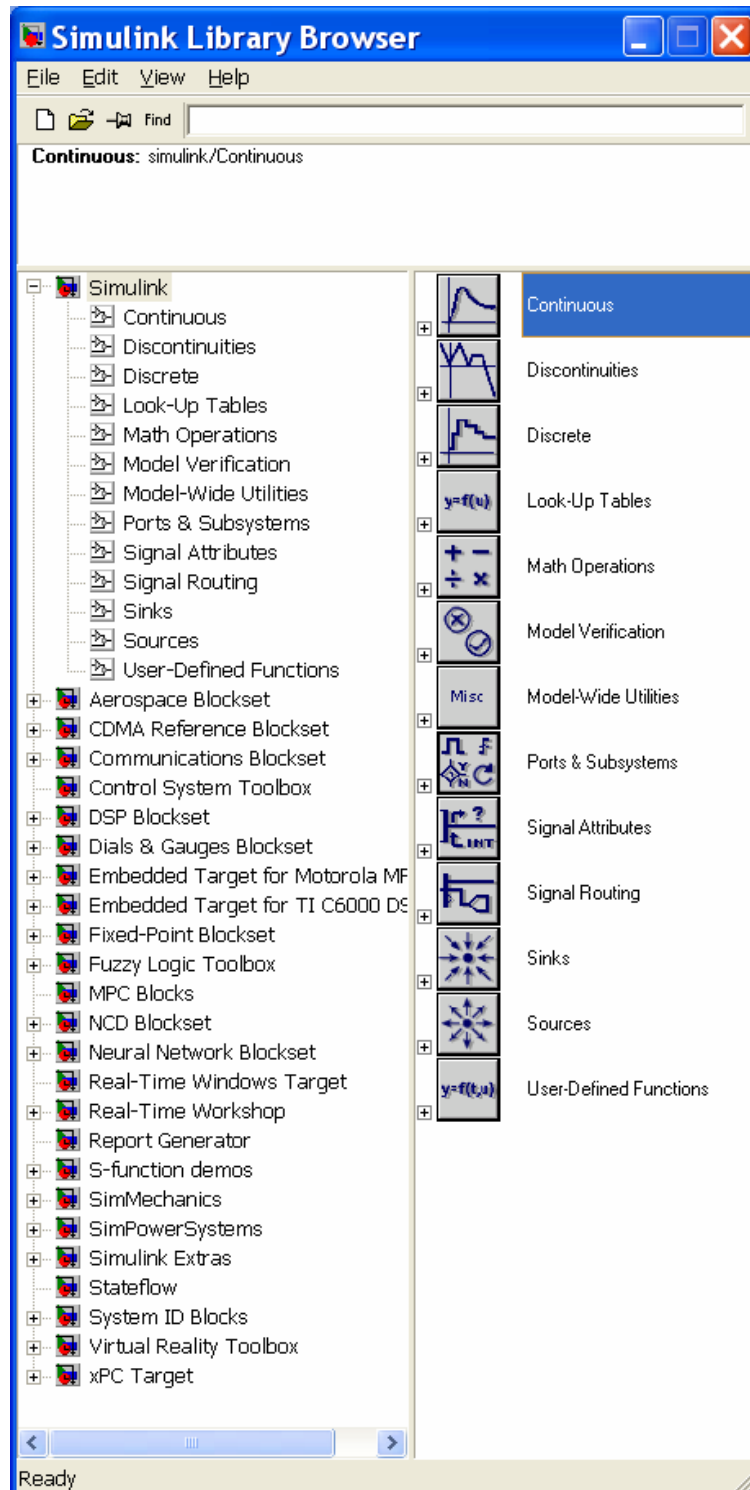 Simulink Library Browser
File Edit View Help
Find
Continuous: simulink/Continuous
Simulink
Continuous
Discontinuities
Discrete
Look-Up Tables
Math Operations
Model Verification
Model-Wide Utilities
Ports & Subsystems
Signal Attributes
Signal Routing
Sinks
Sources
User-Defined Functions
Aerospace Blockset
CDMA Reference Blockset
Communications Blockset
Control System Toolbox
DSP Blockset
Dials & Gauges Blockset
Embedded Target for Motorola MP
Embedded Target for TI C6000 DS
Fixed-Point Blockset
Fuzzy Logic Toolbox
MPC Blocks
NCD Blockset
Neural Network Blockset
Real-Time Windows Target
Real-Time Workshop
Report Generator
S-function demos
SimMechanics
SimPowerSystems
Simulink Extras
Stateflow
System ID Blocks
Virtual Reality Toolbox
xPC Target
Continuous
Discontinuities
Discrete
y=f(u) Look-Up Tables
+ − ÷ × Math Operations
Model Verification
Misc Model-Wide Utilities
Y N Ports & Subsystems
? INT Signal Attributes
Signal Routing
Sinks
Sources
y=f(t,u) User-Defined Functions
Ready